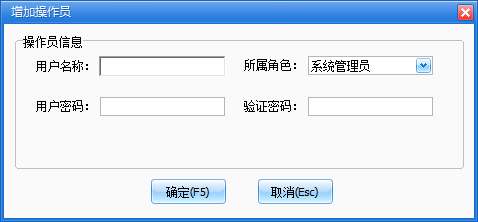 增加操作员
操作员信息
用户名称： 所属角色： 系统管理员
用户密码： 验证密码：
确定(F5) 取消(Esc)